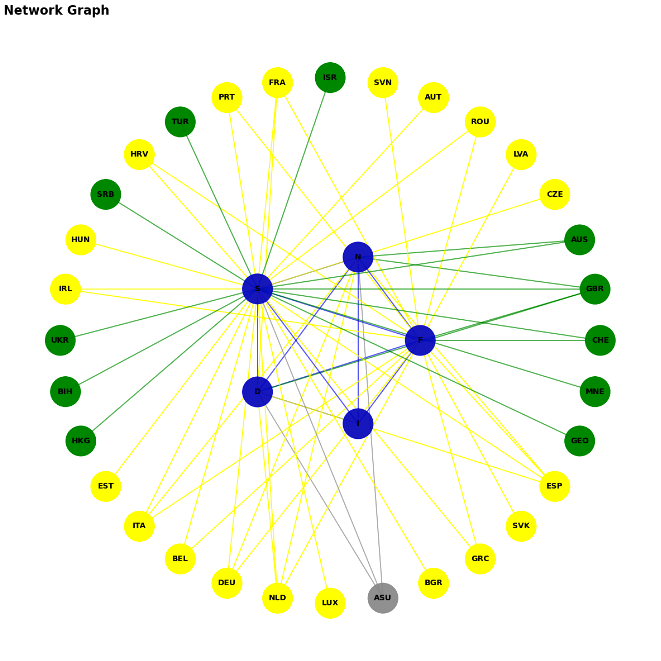 Network Graph
ISR
FRA
SVN
PRT
AUT
TUR
ROU
HRV
LVA
SRB
CZE
HUN
AUS
N
IRL
S
GBR
UKR
F
CHE
BIH
D
MNE
I
HKG
GEO
EST
ESP
ITA
SVK
BEL
GRC
DEU
BGR
NLD
ASU
LUX